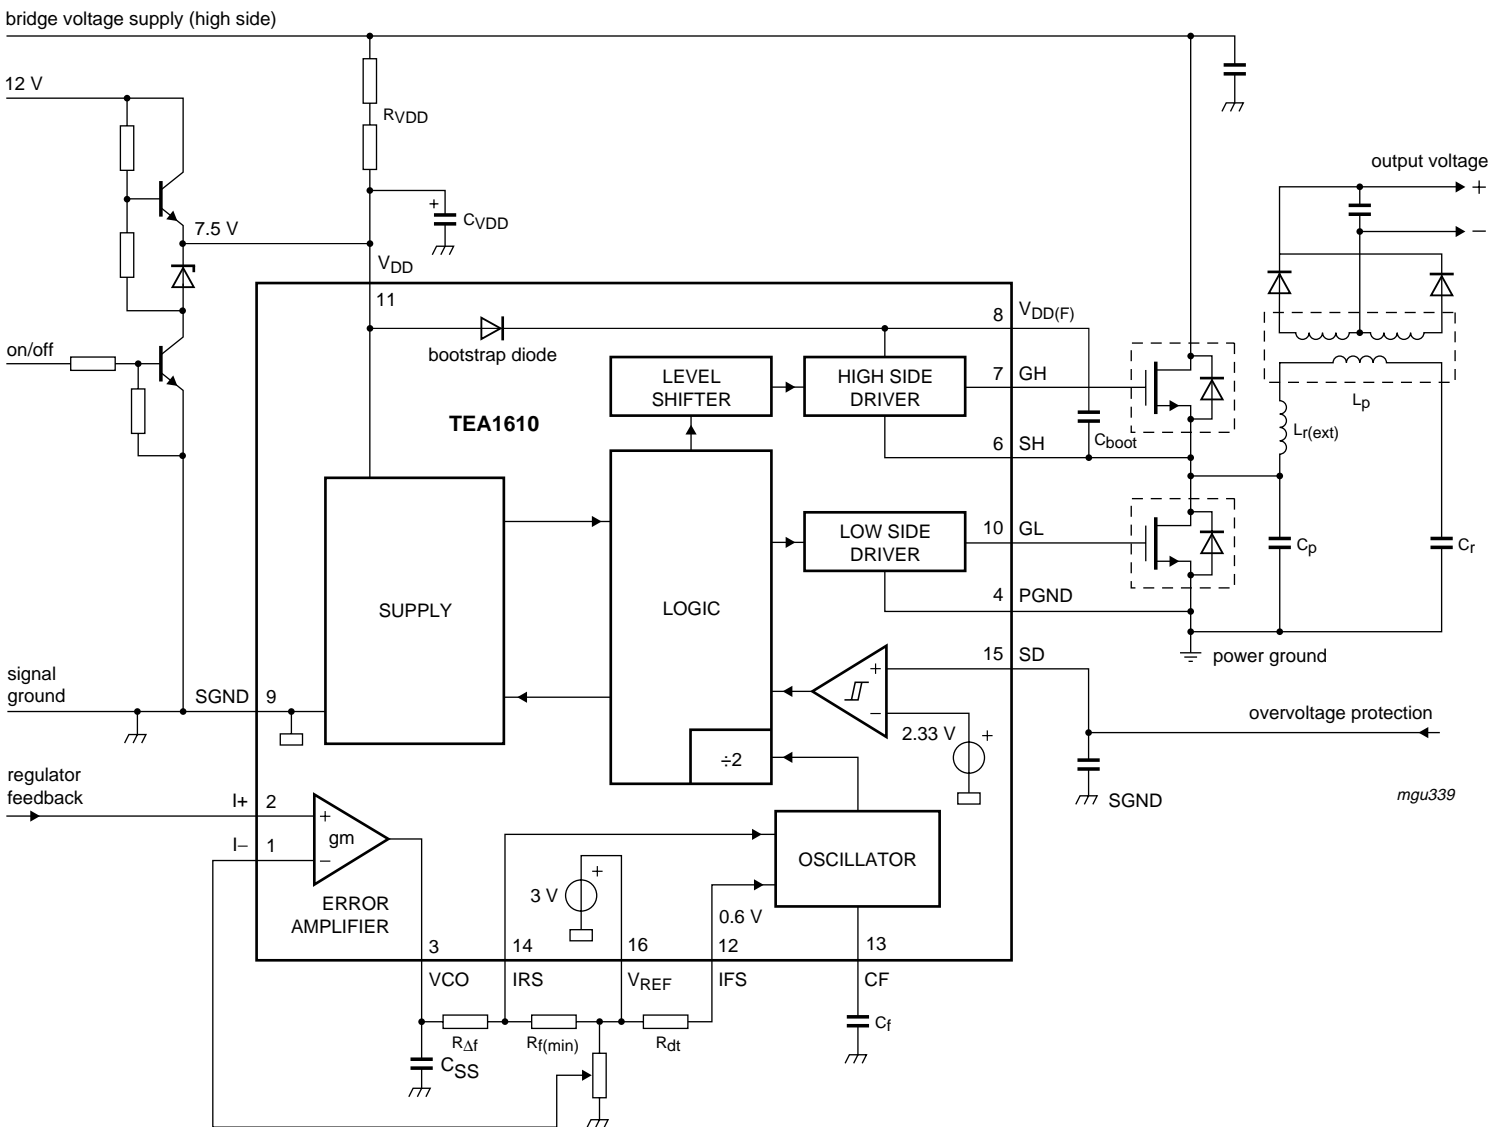 bridge voltage supply (high side)
12 V
RVDD
output voltage
+
+
CVDD
−
7.5 V
VDD
11
8
VDD(F)
on/off
bootstrap diode
LEVEL
SHIFTER
HIGH SIDE
DRIVER
7
GH
Lp
TEA1610
Lr(ext)
6
SH
Cboot
LOW SIDE
DRIVER
10
GL
Cp
Cr
SUPPLY
LOGIC
4
PGND
15
SD
power ground
signal
ground
SGND
9
+
−
overvoltage protection
2.33 V
+
÷2
regulator
feedback
SGND
mgu339
I+
2
+
gm
I−
1
−
OSCILLATOR
+
3 V
ERROR
AMPLIFIER
0.6 V
3
14
16
12
13
VCO
IRS
VREF
IFS
CF
Cf
RΔf
Rf(min)
Rdt
CSS